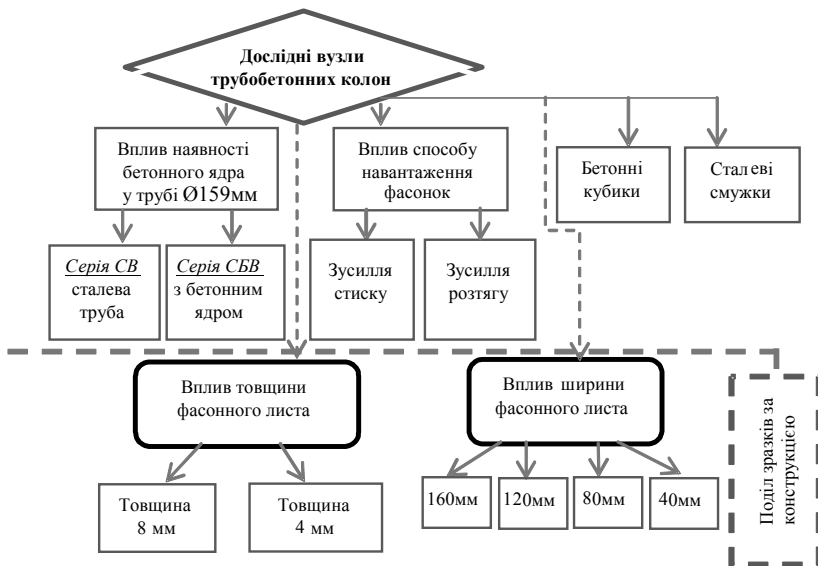 Дослідні вузли
трубобетонних колон
Вплив наявності
бетонного ядра
у трубі Ø159мм
Вплив способу
навантаження
фасонок
Бетонні
кубики
Сталеві
смужки
Серія СВ
сталева
труба
Серія СБВ
з бетонним
ядром
Зусилля
стиску
Зусилля
розтягу
Вплив товщини
фасонного листа
Вплив ширини
фасонного листа
Товщина
8 мм
Товщина
4 мм
160мм
120мм
80мм
40мм
Поділ зразків за
конструкцією